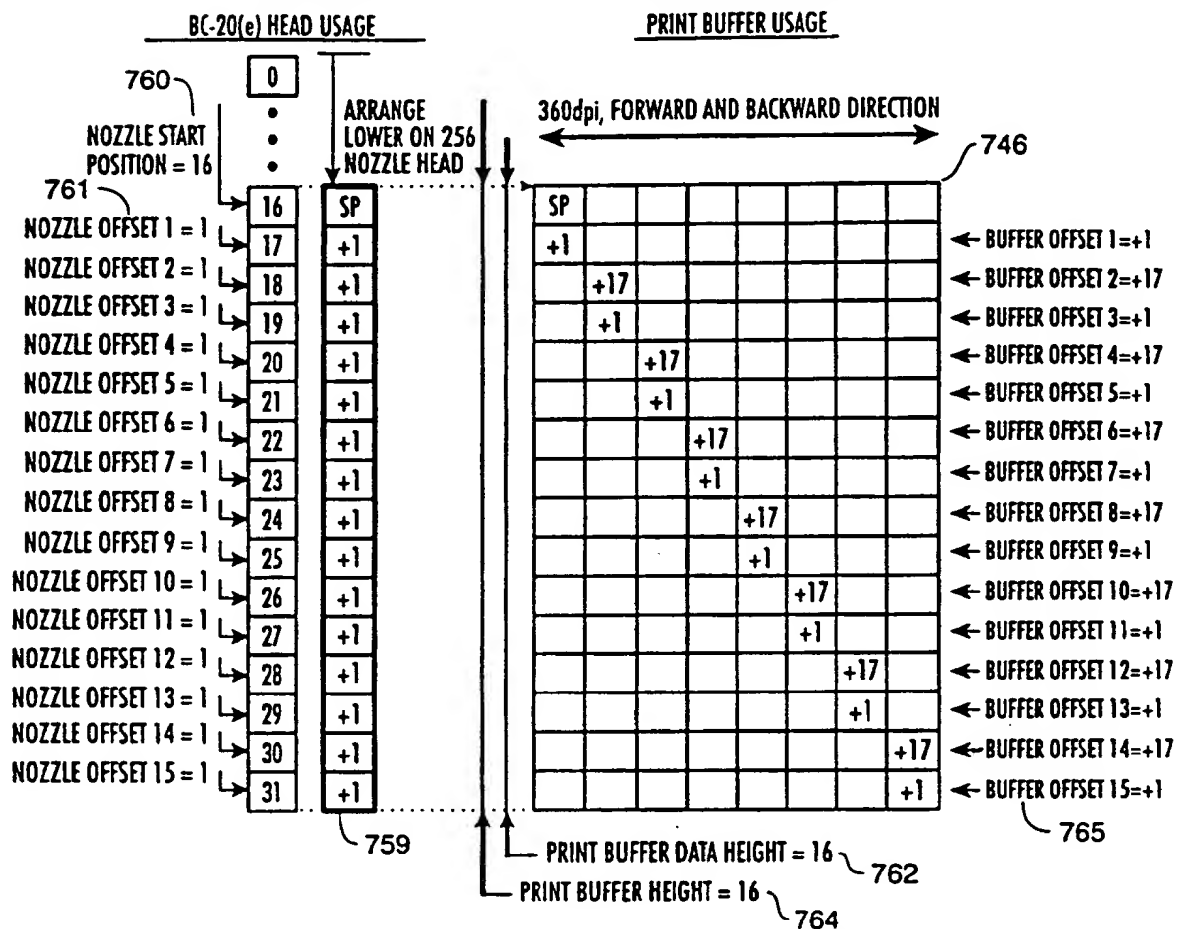 BC-20(e) HEAD USAGE
PRINT BUFFER USAGE
760
0
NOZZLE START
POSITION = 16
ARRANGE
LOWER ON 256
NOZZLE HEAD
360dpi, FORWARD AND BACKWARD DIRECTION
746
761
16 SP SP
NOZZLE OFFSET 1 = 1 17 +1 +1 BUFFER OFFSET 1=+1
NOZZLE OFFSET 2 = 1 18 +1 +17 BUFFER OFFSET 2=+17
NOZZLE OFFSET 3 = 1 19 +1 +1 BUFFER OFFSET 3=+1
NOZZLE OFFSET 4 = 1 20 +1 +17 BUFFER OFFSET 4=+17
NOZZLE OFFSET 5 = 1 21 +1 +1 BUFFER OFFSET 5=+1
NOZZLE OFFSET 6 = 1 22 +1 +17 BUFFER OFFSET 6=+17
NOZZLE OFFSET 7 = 1 23 +1 +1 BUFFER OFFSET 7=+1
NOZZLE OFFSET 8 = 1 24 +1 +17 BUFFER OFFSET 8=+17
NOZZLE OFFSET 9 = 1 25 +1 +1 BUFFER OFFSET 9=+1
NOZZLE OFFSET 10 = 1 26 +1 +17 BUFFER OFFSET 10=+17
NOZZLE OFFSET 11 = 1 27 +1 +1 BUFFER OFFSET 11=+1
NOZZLE OFFSET 12 = 1 28 +1 +17 BUFFER OFFSET 12=+17
NOZZLE OFFSET 13 = 1 29 +1 +1 BUFFER OFFSET 13=+1
NOZZLE OFFSET 14 = 1 30 +1 +17 BUFFER OFFSET 14=+17
NOZZLE OFFSET 15 = 1 31 +1 +1 BUFFER OFFSET 15=+1
759
765
PRINT BUFFER DATA HEIGHT = 16 762
PRINT BUFFER HEIGHT = 16 764